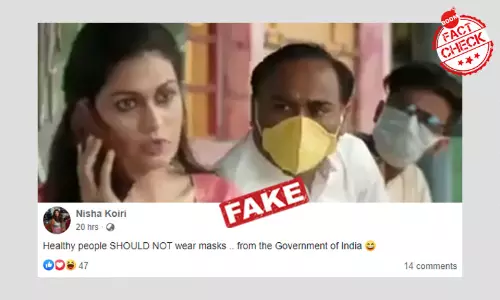 BOOM
FACT
CHECK
FAKE
Nisha Koiri
20 hrs ·
Healthy people SHOULD NOT wear masks .. from the Government of India 😄
47
14 comments